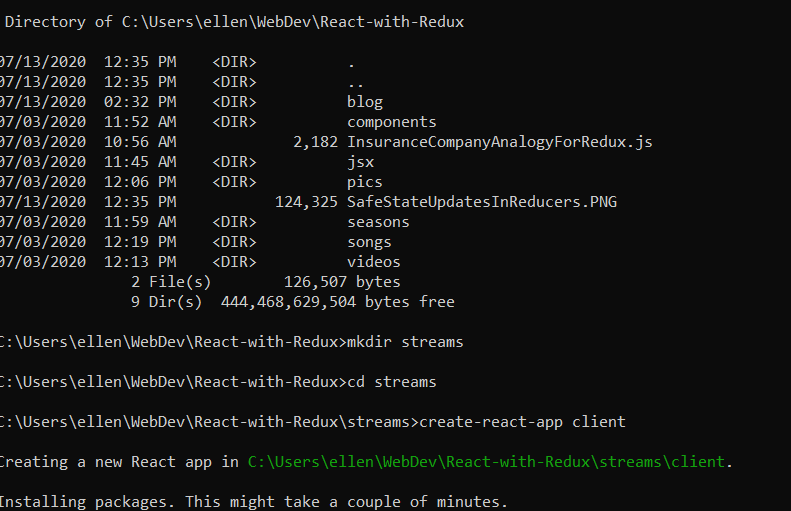 Directory of C:\Users\ellen\WebDev\React-with-Redux
07/13/2020  12:35 PM    <DIR>          .
07/13/2020  12:35 PM    <DIR>          ..
07/13/2020  02:32 PM    <DIR>          blog
07/03/2020  11:52 AM    <DIR>          components
07/03/2020  10:56 AM             2,182 InsuranceCompanyAnalogyForRedux.js
07/03/2020  11:45 AM    <DIR>          jsx
07/03/2020  12:06 PM    <DIR>          pics
07/13/2020  12:35 PM           124,325 SafeStateUpdatesInReducers.PNG
07/03/2020  11:59 AM    <DIR>          seasons
07/03/2020  12:19 PM    <DIR>          songs
07/03/2020  12:13 PM    <DIR>          videos
2 File(s)        126,507 bytes
9 Dir(s)  444,468,629,504 bytes free
C:\Users\ellen\WebDev\React-with-Redux>mkdir streams
C:\Users\ellen\WebDev\React-with-Redux>cd streams
C:\Users\ellen\WebDev\React-with-Redux\streams>create-react-app client
Creating a new React app in C:\Users\ellen\WebDev\React-with-Redux\streams\client.
Installing packages. This might take a couple of minutes.